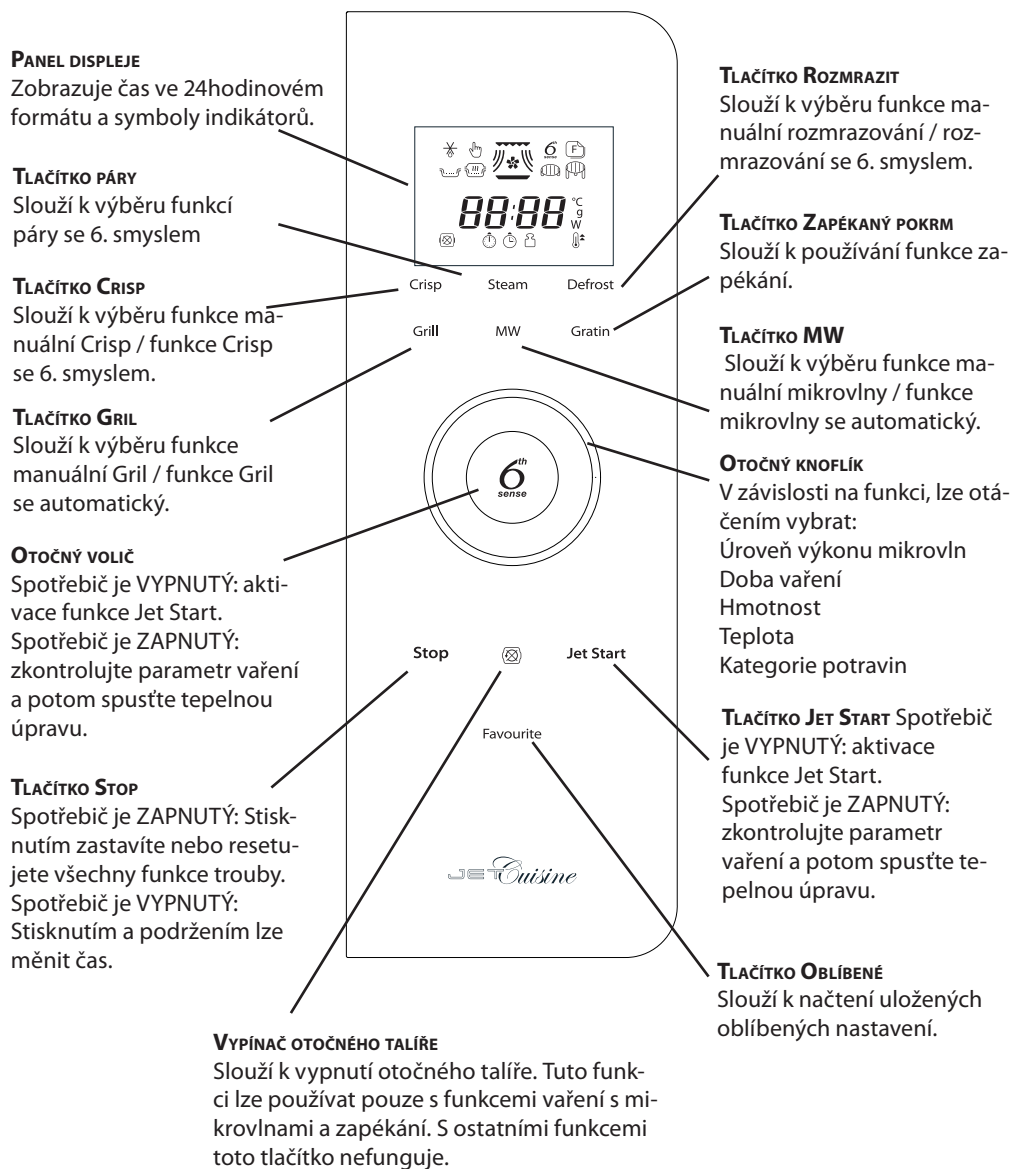 PANEL DISPLEJE
Zobrazuje čas ve 24hodinovém
formátu a symboly indikátorů.
TLAČÍTKO PÁRY
Slouží k výběru funkcí
páry se 6. smyslem
TLAČÍTKO CRISP
Slouží k výběru funkce ma-
nuální Crisp / funkce Crisp
se 6. smyslem.
TLAČÍTKO GRIL
Slouží k výběru funkce
manuální Gril / funkce Gril
se automatický.
OTOČNÝ VOLIČ
Spotřebič je VYPNUTÝ: akti-
vace funkce Jet Start.
Spotřebič je ZAPNUTÝ:
zkontrolujte parametr vaření
a potom spusťte tepelnou
úpravu.
TLAČÍTKO STOP
Spotřebič je ZAPNUTÝ: Stisk-
nutím zastavíte nebo resetu-
jete všechny funkce trouby.
Spotřebič je VYPNUTÝ:
Stisknutím a podržením lze
měnit čas.
6th
sense
F
88:88
°C
g
W
Crisp Steam Defrost
Grill MW Gratin
6th
sense
Stop Jet Start
Favourite
JET Cuisine
TLAČÍTKO ROZMRAZIT
Slouží k výběru funkce ma-
nuální rozmrazování / roz-
mrazování se 6. smyslem.
TLAČÍTKO ZAPÉKANÝ POKRM
Slouží k používání funkce za-
pékání.
TLAČÍTKO MW
Slouží k výběru funkce ma-
nuální mikrovlny / funkce
mikrovlny se automatický.
OTOČNÝ KNOFLÍK
V závislosti na funkci, lze otá-
čením vybrat:
Úroveň výkonu mikrovln
Doba vaření
Hmotnost
Teplota
Kategorie potravin
TLAČÍTKO JET START Spotřebič
je VYPNUTÝ: aktivace
funkce Jet Start.
Spotřebič je ZAPNUTÝ:
zkontrolujte parametr
vaření a potom spusťte te-
pelnou úpravu.
TLAČÍTKO OBLÍBENÉ
Slouží k načtení uložených
oblíbených nastavení.
VYPÍNAČ OTOČNÉHO TALÍŘE
Slouží k vypnutí otočného talíře. Tuto funk-
ci lze používat pouze s funkcemi vaření s mi-
krovlnami a zapékání. S ostatními funkcemi
toto tlačítko nefunguje.